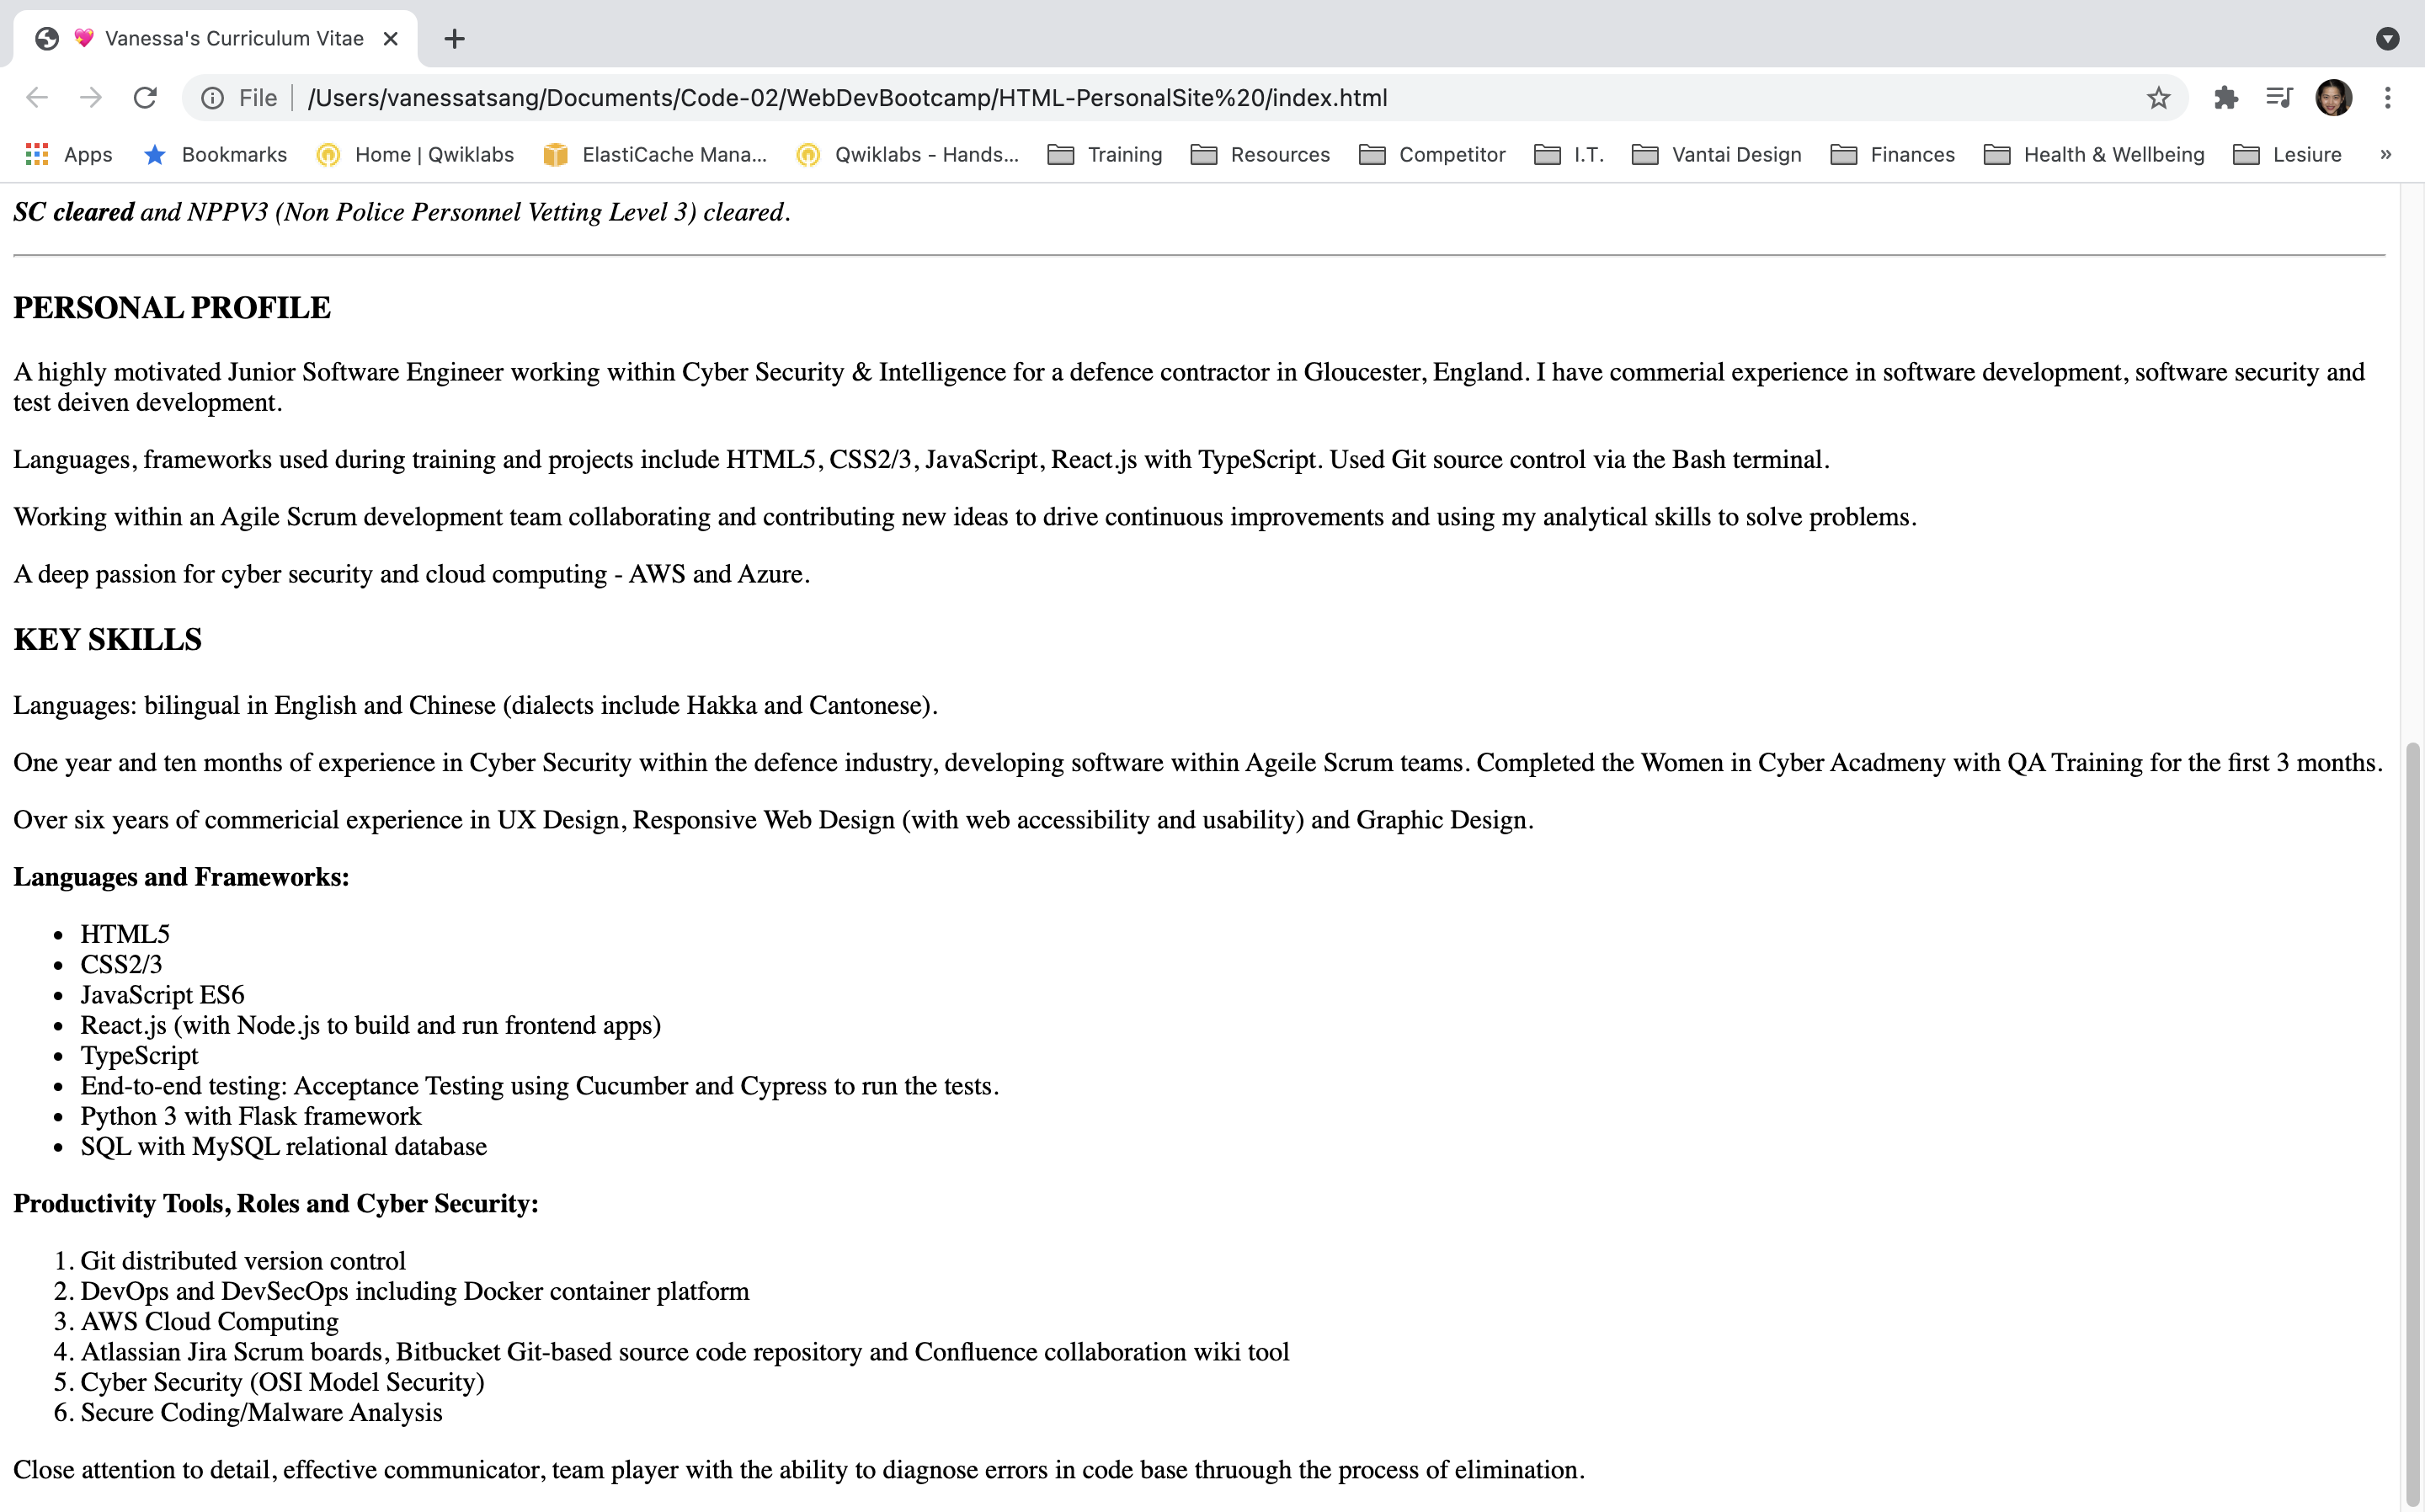 💖 Vanessa's Curriculum Vitae
File /Users/vanessatsang/Documents/Code-02/WebDevBootcamp/HTML-PersonalSite%20/index.html
Apps Bookmarks Home | Qwiklabs ElastiCache Mana... Qwiklabs - Hands... Training Resources Competitor I.T. Vantai Design Finances Health & Wellbeing Lesiure »
SC cleared and NPPV3 (Non Police Personnel Vetting Level 3) cleared.
PERSONAL PROFILE
A highly motivated Junior Software Engineer working within Cyber Security & Intelligence for a defence contractor in Gloucester, England. I have commerial experience in software development, software security and
test deiven development.
Languages, frameworks used during training and projects include HTML5, CSS2/3, JavaScript, React.js with TypeScript. Used Git source control via the Bash terminal.
Working within an Agile Scrum development team collaborating and contributing new ideas to drive continuous improvements and using my analytical skills to solve problems.
A deep passion for cyber security and cloud computing - AWS and Azure.
KEY SKILLS
Languages: bilingual in English and Chinese (dialects include Hakka and Cantonese).
One year and ten months of experience in Cyber Security within the defence industry, developing software within Ageile Scrum teams. Completed the Women in Cyber Acadmeny with QA Training for the first 3 months.
Over six years of commericial experience in UX Design, Responsive Web Design (with web accessibility and usability) and Graphic Design.
Languages and Frameworks:
• HTML5
• CSS2/3
• JavaScript ES6
• React.js (with Node.js to build and run frontend apps)
• TypeScript
• End-to-end testing: Acceptance Testing using Cucumber and Cypress to run the tests.
• Python 3 with Flask framework
• SQL with MySQL relational database
Productivity Tools, Roles and Cyber Security:
1. Git distributed version control
2. DevOps and DevSecOps including Docker container platform
3. AWS Cloud Computing
4. Atlassian Jira Scrum boards, Bitbucket Git-based source code repository and Confluence collaboration wiki tool
5. Cyber Security (OSI Model Security)
6. Secure Coding/Malware Analysis
Close attention to detail, effective communicator, team player with the ability to diagnose errors in code base thruough the process of elimination.